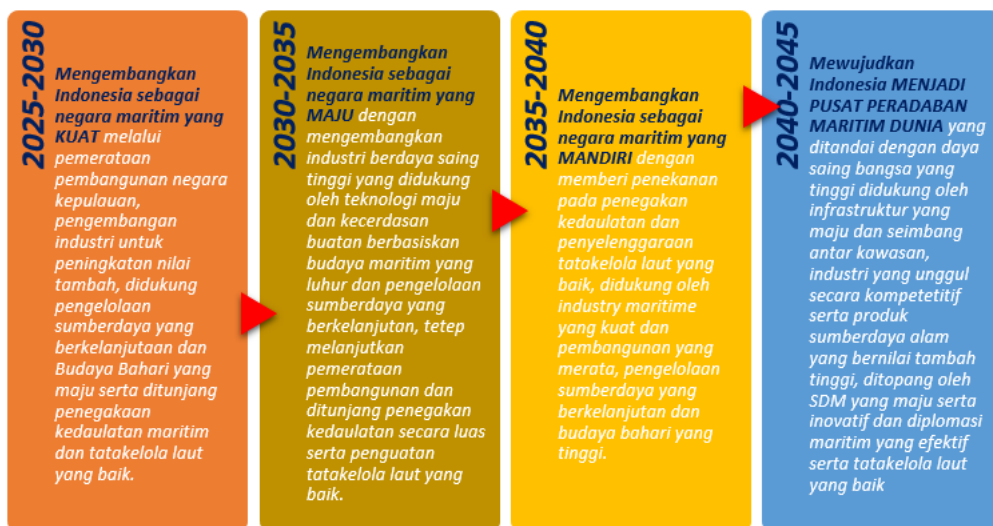 2025-2030
Mengembangkan
Indonesia sebagai
negara maritim yang
KUAT melalui
pemerataan
pembangunan negara
kepulauan,
pengembangan
industri untuk
peningkatan nilai
tambah, didukung
pengelolaan
sumberdaya yang
berkelanjutaan dan
Budaya Bahari yang
maju serta ditunjang
penegakaan
kedaulatan maritim
dan tatakelola laut
yang baik.
2030-2035
Mengembangkan
Indonesia sebagai
negara maritim yang
MAJU dengan
mengembangkan
industri berdaya saing
tinggi yang didukung
oleh teknologi maju
dan kecerdasan
buatan berbasiskan
budaya maritim yang
luhur dan pengelolaan
sumberdaya yang
berkelanjutan, tetep
melanjutkan
pemerataan
pembangunan dan
ditunjang penegakan
kedaulatan secara luas
serta penguatan
tatakelola laut yang
baik.
2035-2040
Mengembangkan
Indonesia sebagai
negara maritim yang
MANDIRI dengan
memberi penekanan
pada penegakan
kedaulatan dan
penyelenggaraan
tatakelola laut yang
baik, didukung oleh
industry maritime
yang kuat dan
pembangunan yang
merata, pengelolaan
sumberdaya yang
berkelanjutan dan
budaya bahari yang
tinggi.
2040-2045
Mewujudkan
Indonesia MENJADI
PUSAT PERADABAN
MARITIM DUNIA yang
ditandai dengan daya
saing bangsa yang
tinggi didukung oleh
infrastruktur yang
maju dan seimbang
antar kawasan,
industri yang unggul
secara kompetetitif
serta produk
sumberdaya alam
yang bernilai tambah
tinggi, ditopang oleh
SDM yang maju serta
inovatif dan diplomasi
maritim yang efektif
serta tatakelola laut
yang baik